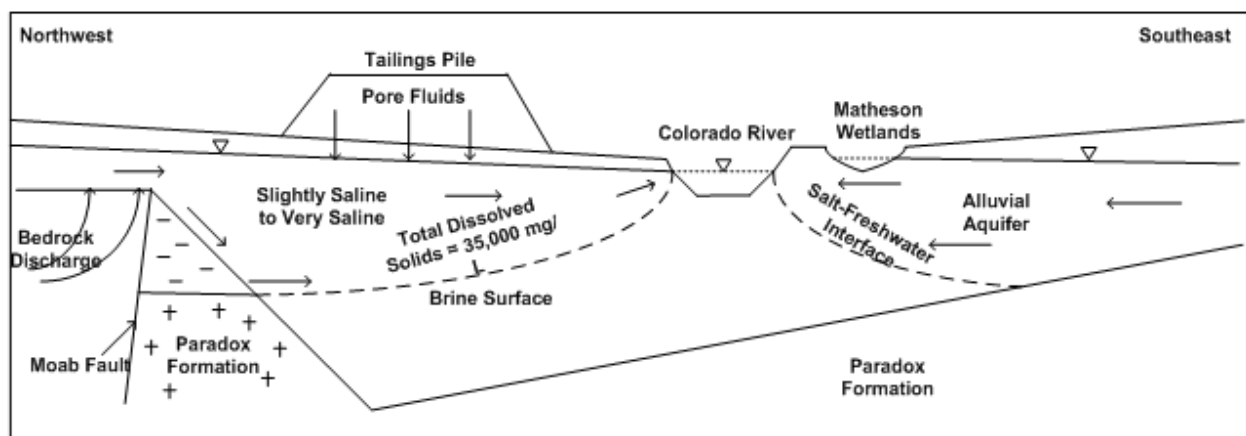 Northwest
Southeast
Tailings Pile
Pore Fluids
Matheson
Wetlands
Colorado River
Slightly Saline
to Very Saline
Total Dissolved
Solids = 35,000 mg/
L
Brine Surface
Salt-Freshwater
Interface
Alluvial
Aquifer
Bedrock
Discharge
Moab Fault
Paradox
Formation
Paradox
Formation